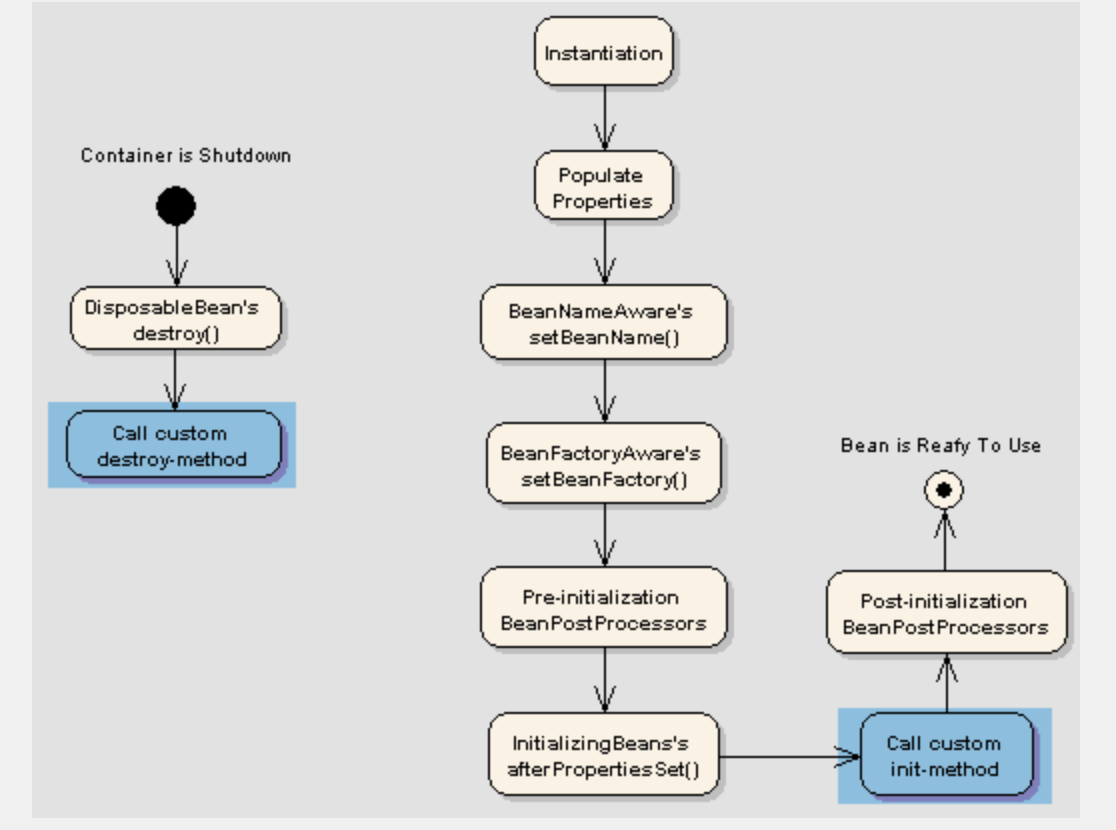 Instantiation
Populate
Properties
BeanNameAware's
setBeanName()
BeanFactoryAware's
setBeanFactory()
Pre-initialization
BeanPostProcessors
InitializingBeans's
afterPropertiesSet()
Call custom
init-method
Post-initialization
BeanPostProcessors
Bean is Reafy To Use
Container is Shutdown
DisposableBean's
destroy()
Call custom
destroy-method